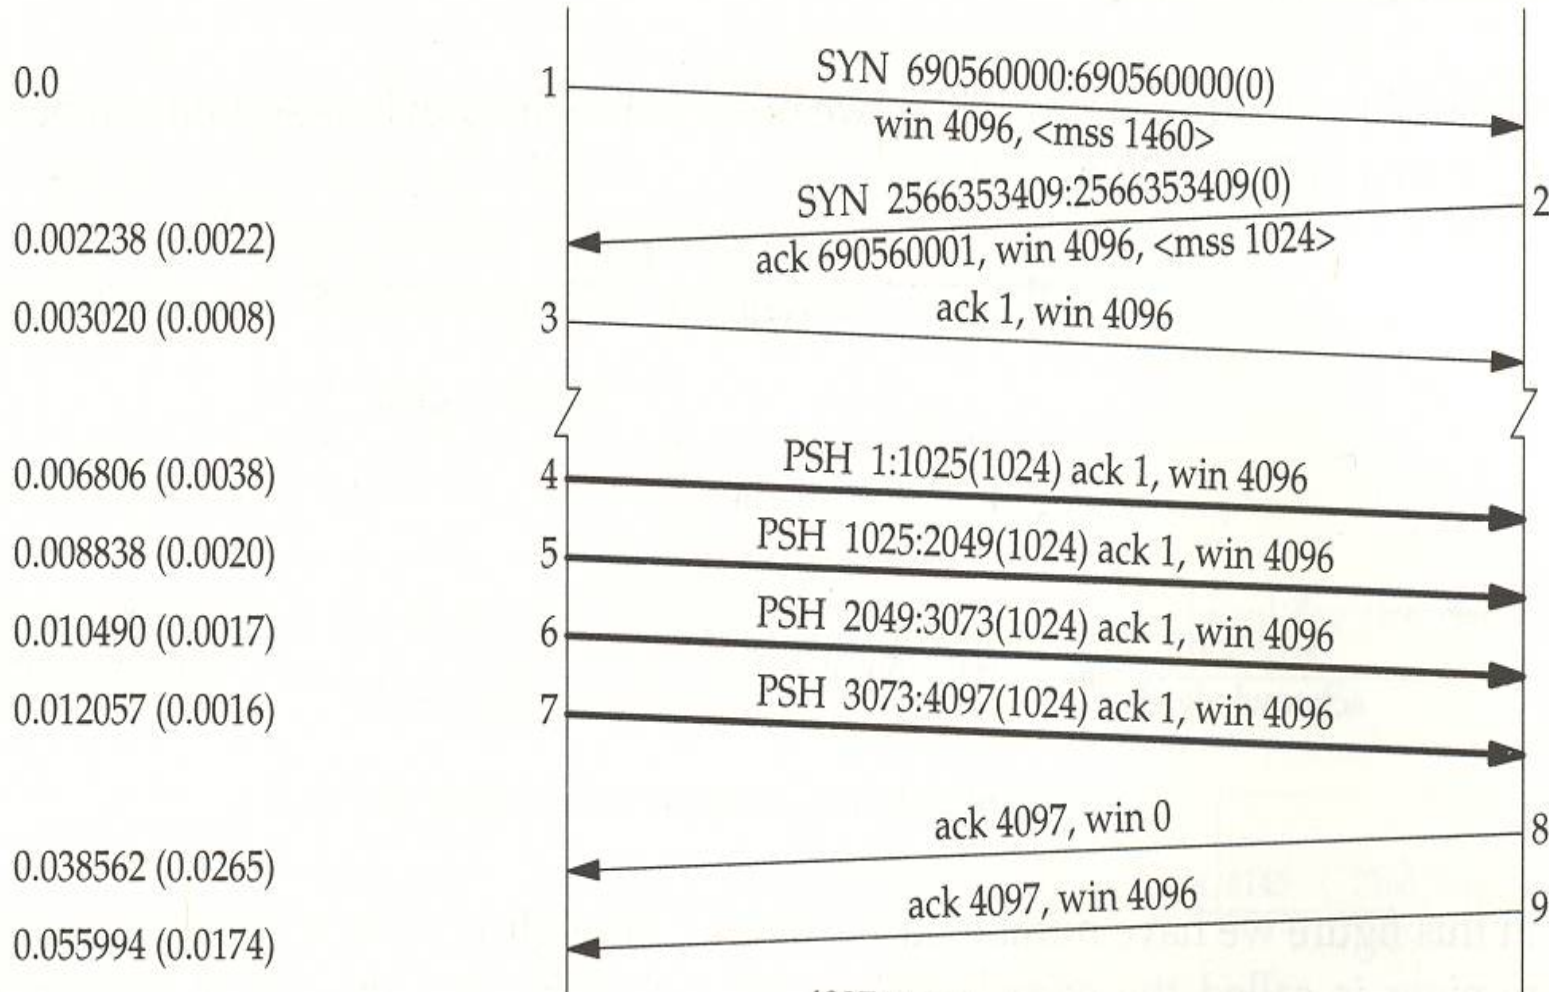 0.0
1
SYN 690560000:690560000(0)
win 4096, <mss 1460>
SYN 2566353409:2566353409(0)
2
0.002238 (0.0022)
ack 690560001, win 4096, <mss 1024>
0.003020 (0.0008)
3
ack 1, win 4096
0.006806 (0.0038)
4
PSH 1:1025(1024) ack 1, win 4096
0.008838 (0.0020)
5
PSH 1025:2049(1024) ack 1, win 4096
0.010490 (0.0017)
6
PSH 2049:3073(1024) ack 1, win 4096
0.012057 (0.0016)
7
PSH 3073:4097(1024) ack 1, win 4096
ack 4097, win 0
8
0.038562 (0.0265)
ack 4097, win 4096
9
0.055994 (0.0174)